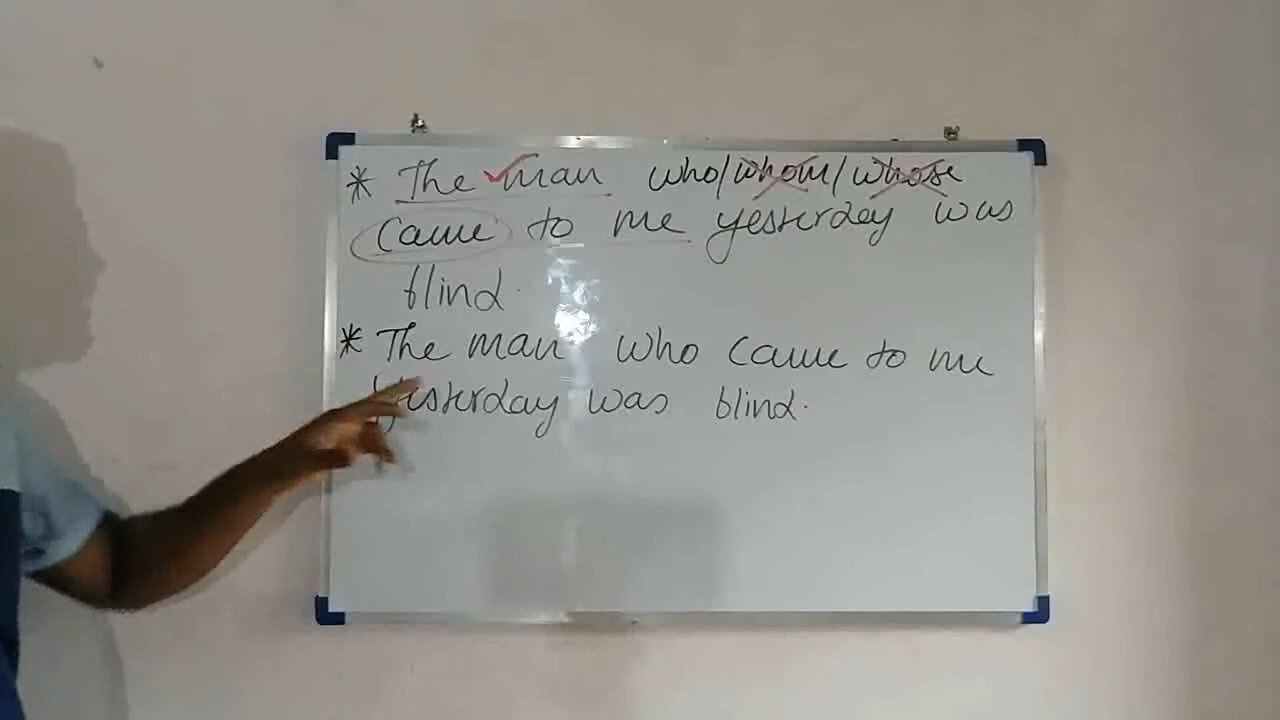 * The man who/whom/whose
came to me yesterday was
blind.
* The man who came to me
yesterday was blind.